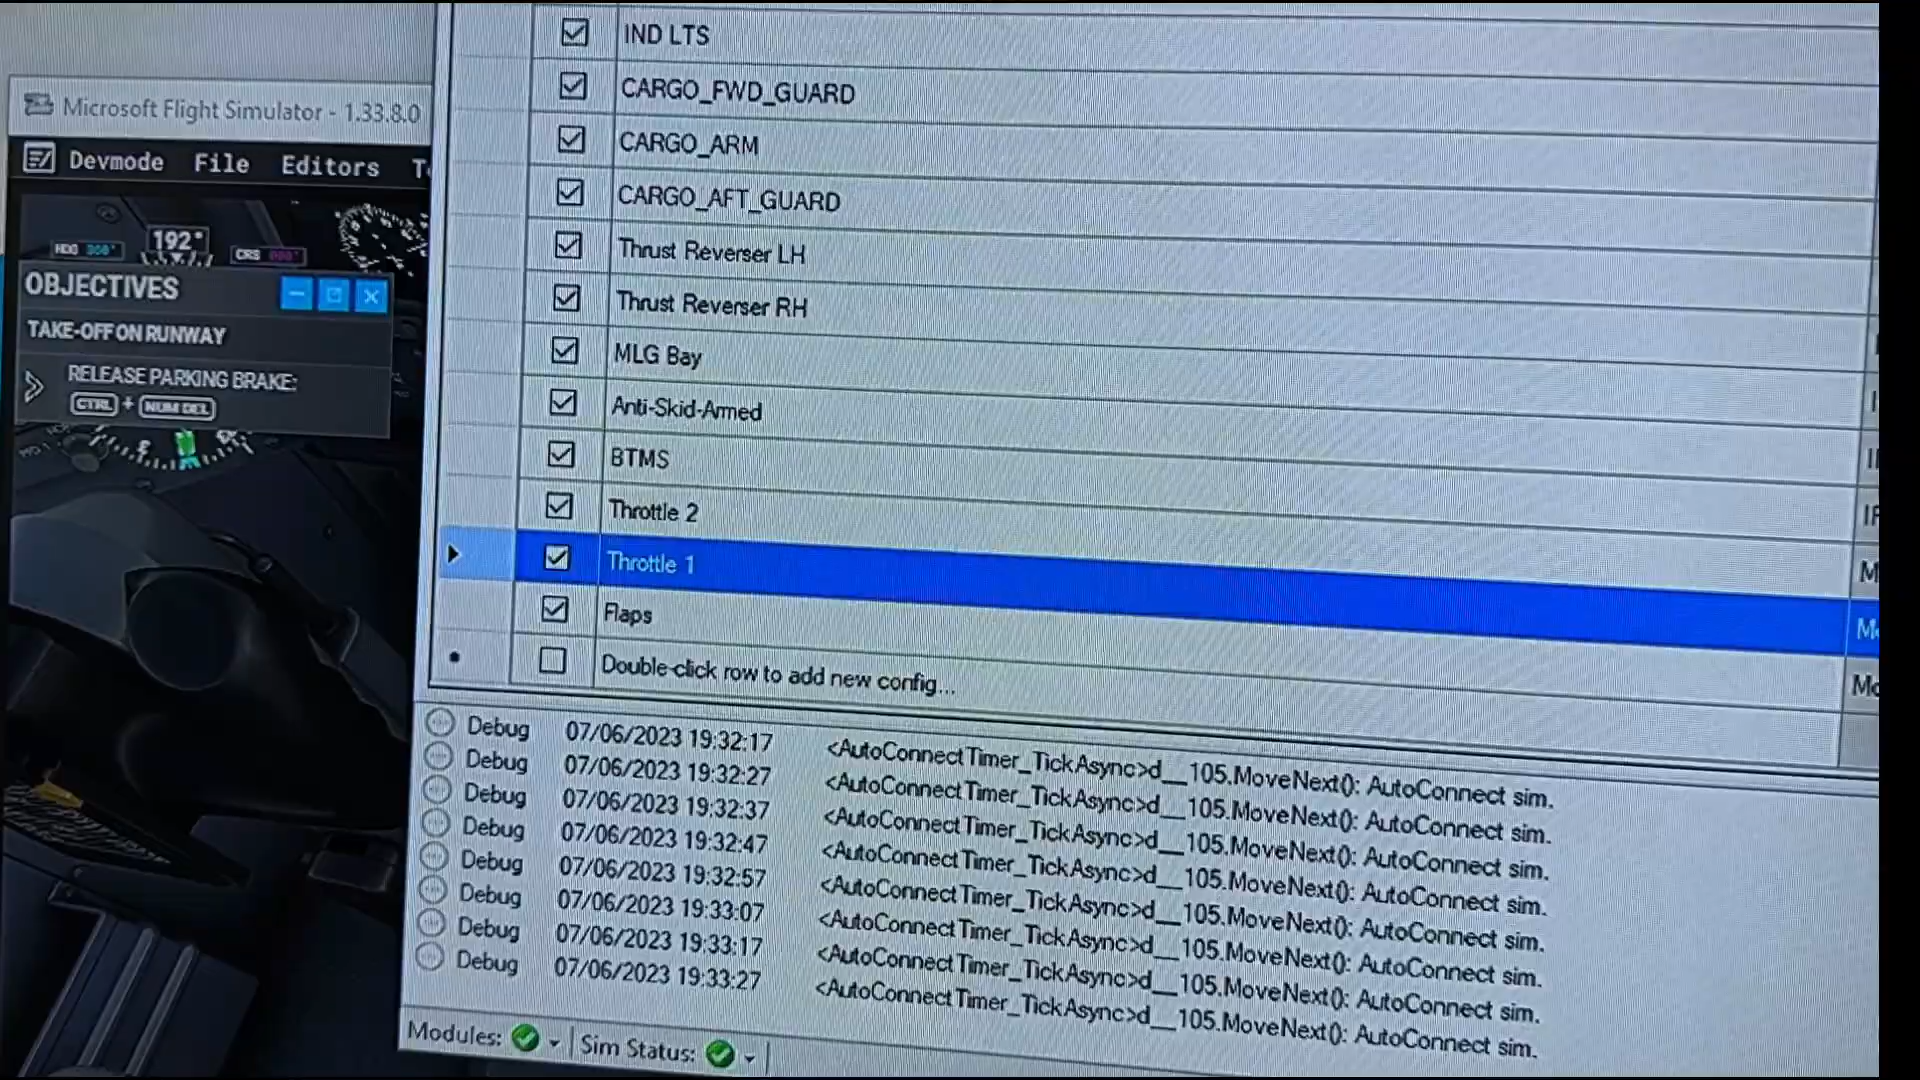 Microsoft Flight Simulator - 1.33.8.0
Devmode File Editors
HDG 360°
192°
CRS
OBJECTIVES
TAKE-OFF ON RUNWAY
RELEASE PARKING BRAKE:
CTRL + NUM DEL
IND LTS
CARGO_FWD_GUARD
CARGO_ARM
CARGO_AFT_GUARD
Thrust Reverser LH
Thrust Reverser RH
MLG Bay
Anti-Skid-Armed
BTMS
Throttle 2
Throttle 1
Flaps
Double-click row to add new config...
Debug 07/06/2023 19:32:17 <AutoConnectTimer_TickAsync>d__105.MoveNext(): AutoConnect sim.
Debug 07/06/2023 19:32:27 <AutoConnectTimer_TickAsync>d__105.MoveNext(): AutoConnect sim.
Debug 07/06/2023 19:32:37 <AutoConnectTimer_TickAsync>d__105.MoveNext(): AutoConnect sim.
Debug 07/06/2023 19:32:47 <AutoConnectTimer_TickAsync>d__105.MoveNext(): AutoConnect sim.
Debug 07/06/2023 19:32:57 <AutoConnectTimer_TickAsync>d__105.MoveNext(): AutoConnect sim.
Debug 07/06/2023 19:33:07 <AutoConnectTimer_TickAsync>d__105.MoveNext(): AutoConnect sim.
Debug 07/06/2023 19:33:17 <AutoConnectTimer_TickAsync>d__105.MoveNext(): AutoConnect sim.
Debug 07/06/2023 19:33:27 <AutoConnectTimer_TickAsync>d__105.MoveNext(): AutoConnect sim.
Modules: | Sim Status: |